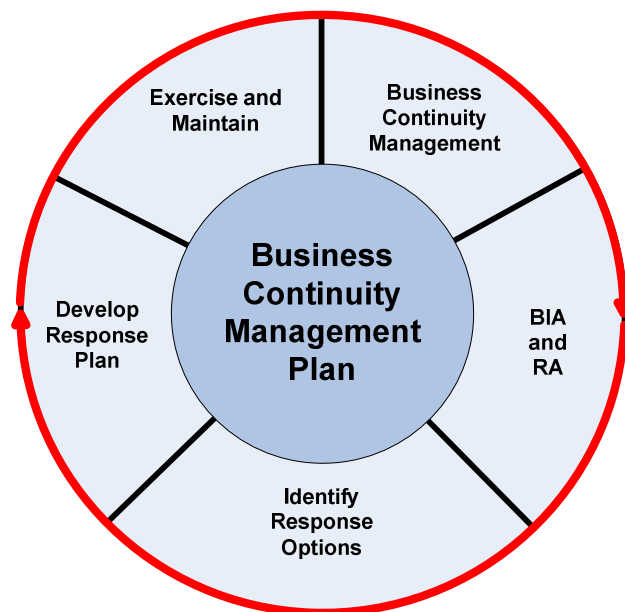 Exercise and
Maintain
Business
Continuity
Management
Business
Continuity
Management
Plan
Develop
Response
Plan
BIA
and
RA
Identify
Response
Options